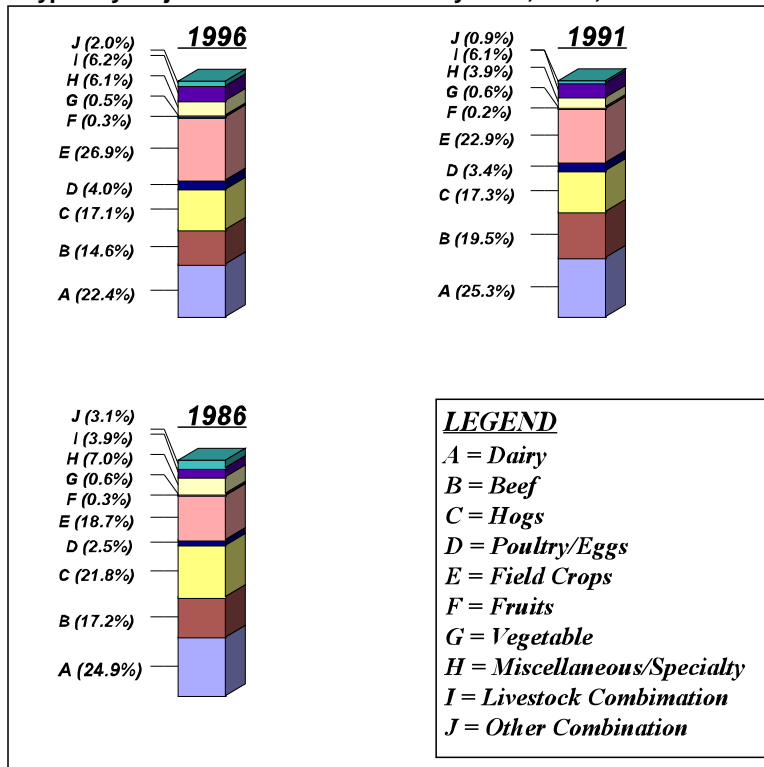 1996
J (2.0%)
I (6.2%)
H (6.1%)
G (0.5%)
F (0.3%)
E (26.9%)
D (4.0%)
C (17.1%)
B (14.6%)
A (22.4%)
1991
J (0.9%)
I (6.1%)
H (3.9%)
G (0.6%)
F (0.2%)
E (22.9%)
D (3.4%)
C (17.3%)
B (19.5%)
A (25.3%)
1986
J (3.1%)
I (3.9%)
H (7.0%)
G (0.6%)
F (0.3%)
E (18.7%)
D (2.5%)
C (21.8%)
B (17.2%)
A (24.9%)
LEGEND
A = Dairy
B = Beef
C = Hogs
D = Poultry/Eggs
E = Field Crops
F = Fruits
G = Vegetable
H = Miscellaneous/Specialty
I = Livestock Combimation
J = Other Combination